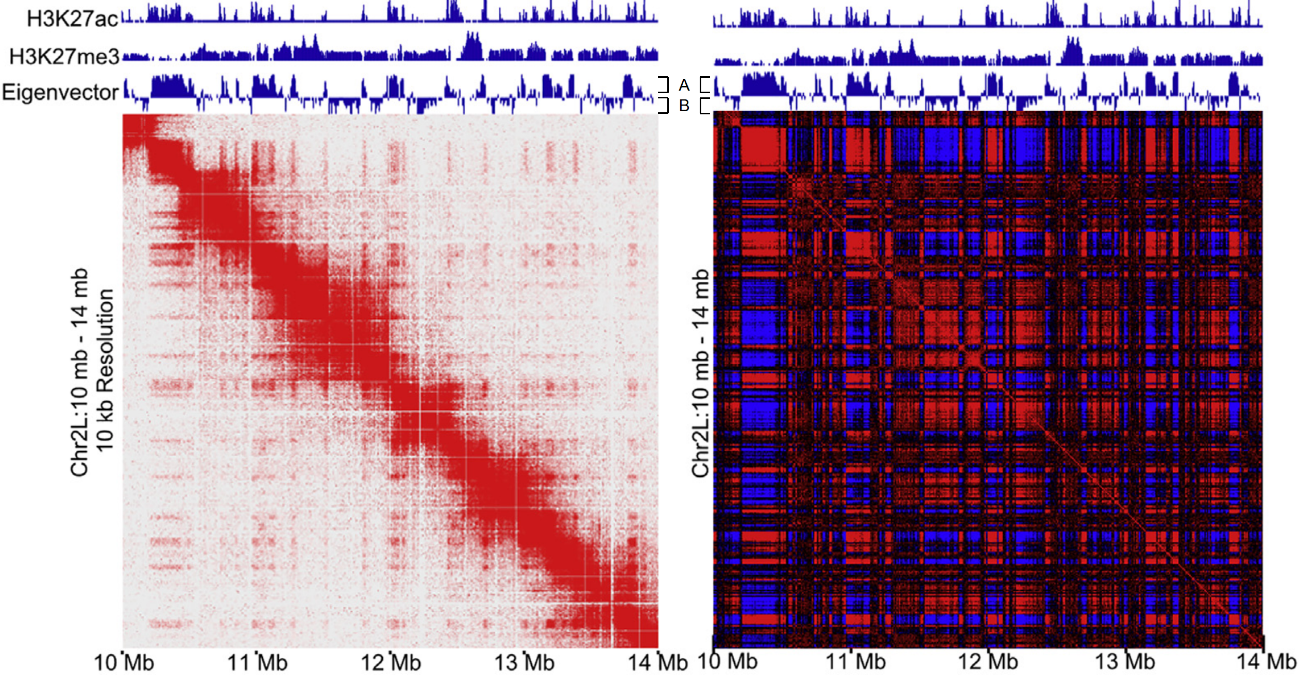 H3K27ac
H3K27me3
Eigenvector
A
B
Chr2L:10 mb - 14 mb
10 kb Resolution
Chr2L:10 mb - 14 mb
10 Mb 11 Mb 12 Mb 13 Mb 14 Mb
10 Mb 11 Mb 12 Mb 13 Mb 14 Mb